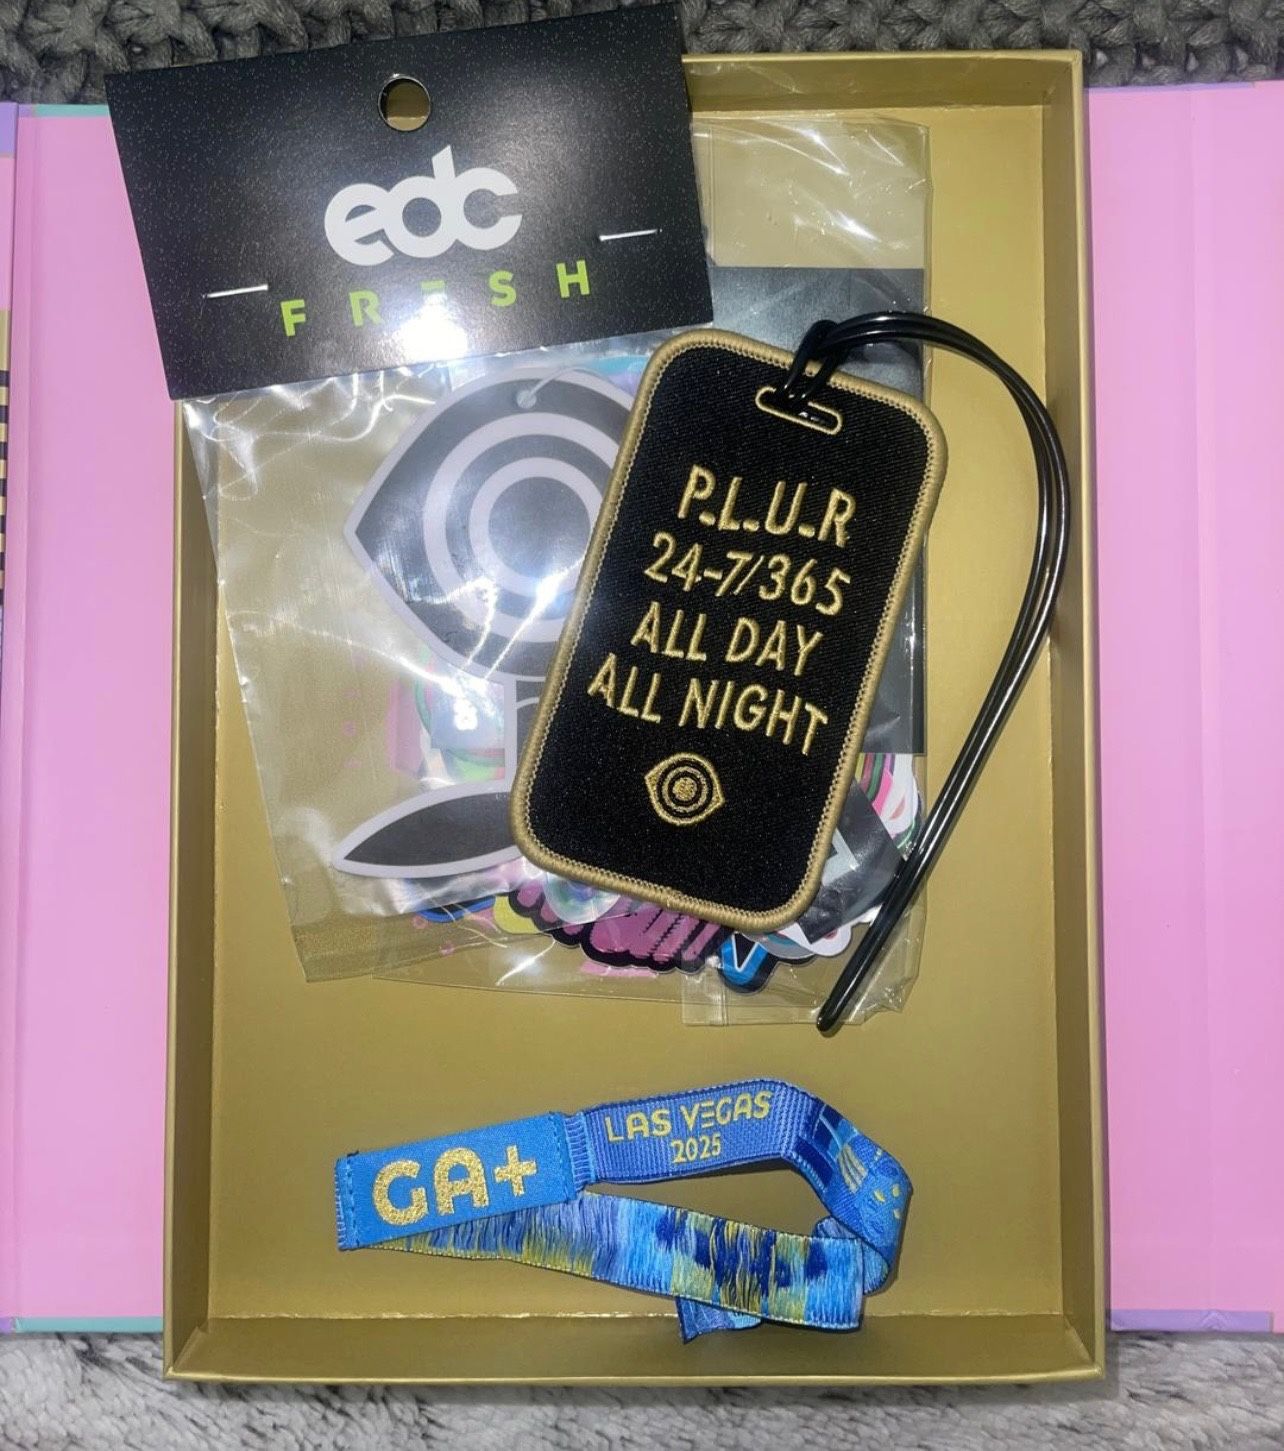 edc
FRESH
P.L.U.R
24-7/365
ALL DAY
ALL NIGHT
GA+
LAS VEGAS
2025